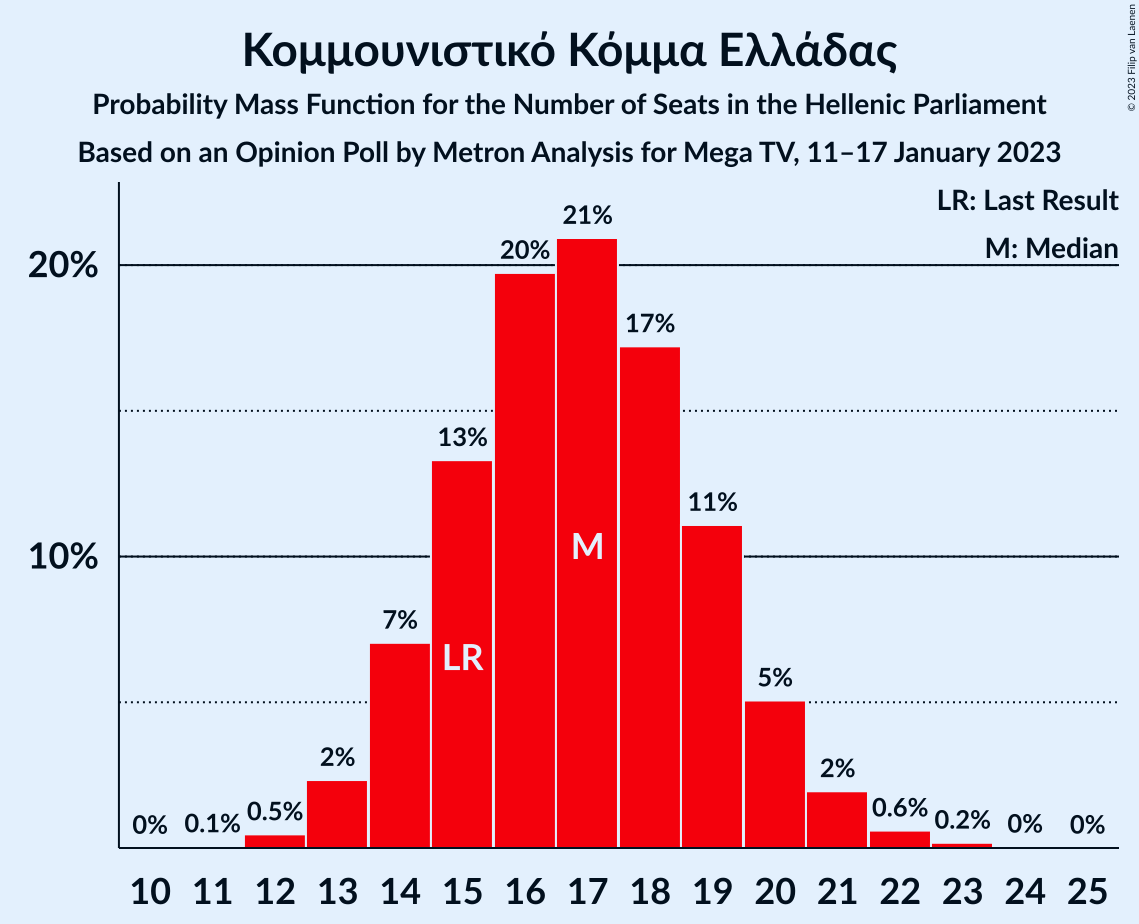 Κομμουνιστικό Κόμμα Ελλάδας
Probability Mass Function for the Number of Seats in the Hellenic Parliament
Based on an Opinion Poll by Metron Analysis for Mega TV, 11–17 January 2023
© 2023 Filip van Laenen
LR: Last Result
M: Median
20%
10%
0%
0.1%
0.5%
2%
7%
13%
20%
21%
17%
11%
5%
2%
0.6%
0.2%
0%
0%
LR
M
10 11 12 13 14 15 16 17 18 19 20 21 22 23 24 25